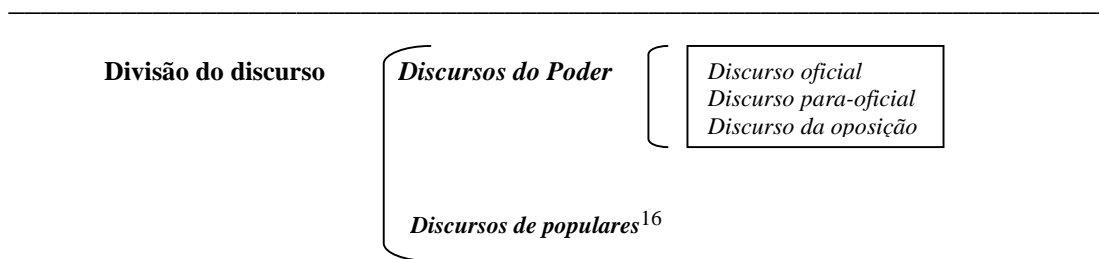 Divisão do discurso
Discursos do Poder
Discurso oficial
Discurso para-oficial
Discurso da oposição
Discursos de populares16